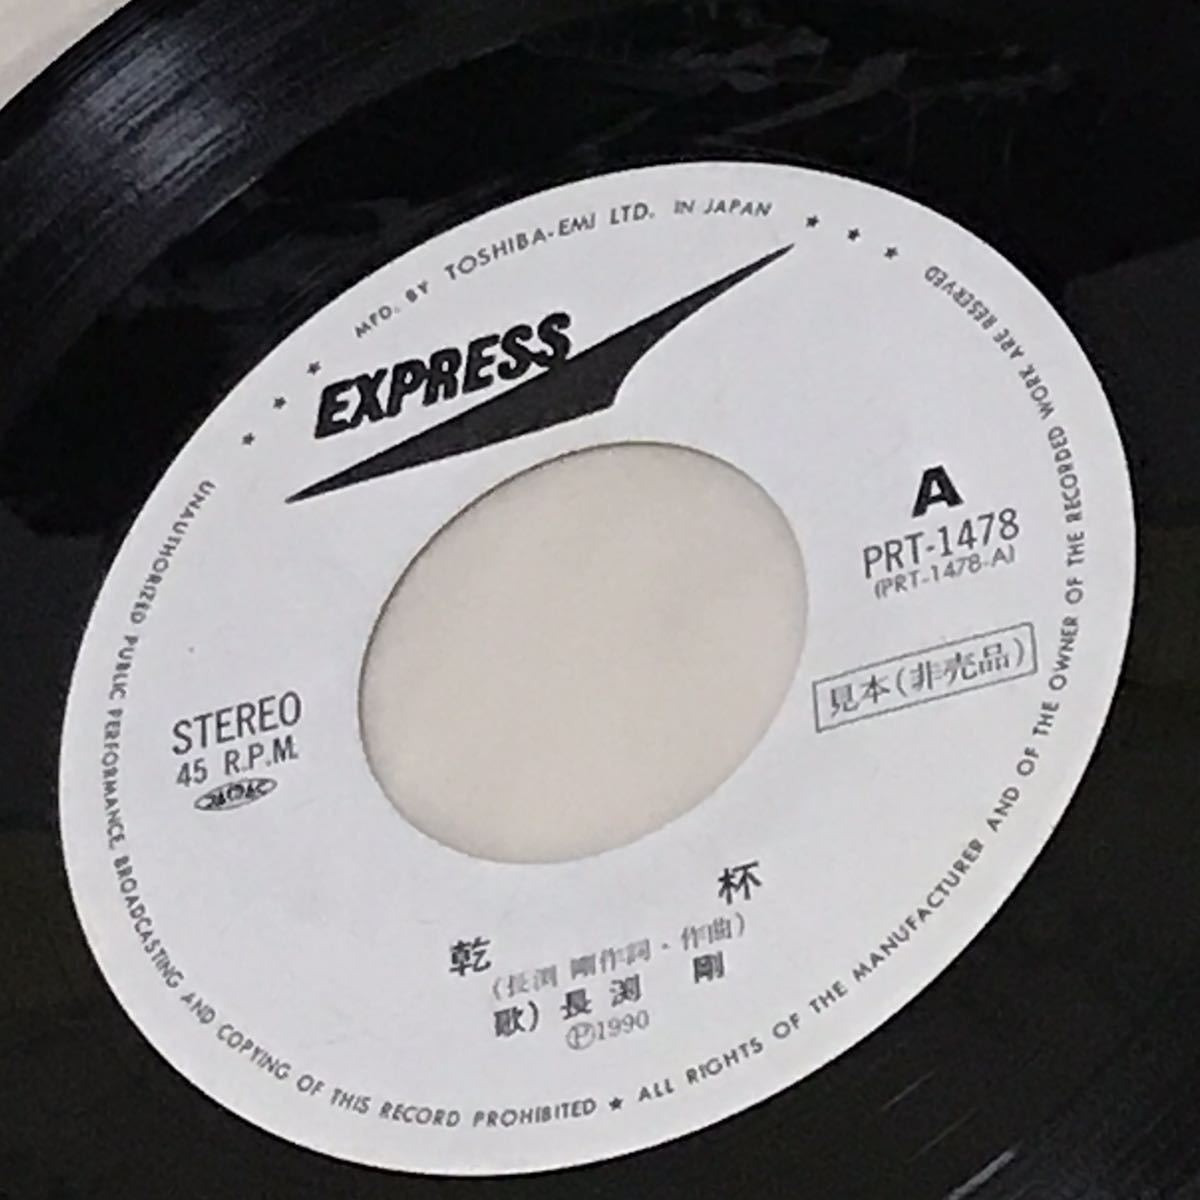 MFD. BY TOSHIBA-EMI LTD. IN JAPAN ★ ★ ★
★ ★ ★
EXPRESS
A
PRT-1478
(PRT-1478-A)
見本(非売品)
STEREO
45 R.P.M.
JASRAC
乾 杯
(長渕 剛作詞・作曲)
歌)長渕 剛
Ⓟ1990
UNAUTHORIZED PUBLIC PERFORMANCE, BROADCASTING AND COPYING OF THIS RECORD PROHIBITED ★ ALL RIGHTS OF THE MANUFACTURER AND OF THE OWNER OF THE RECORDED WORK ARE RESERVED